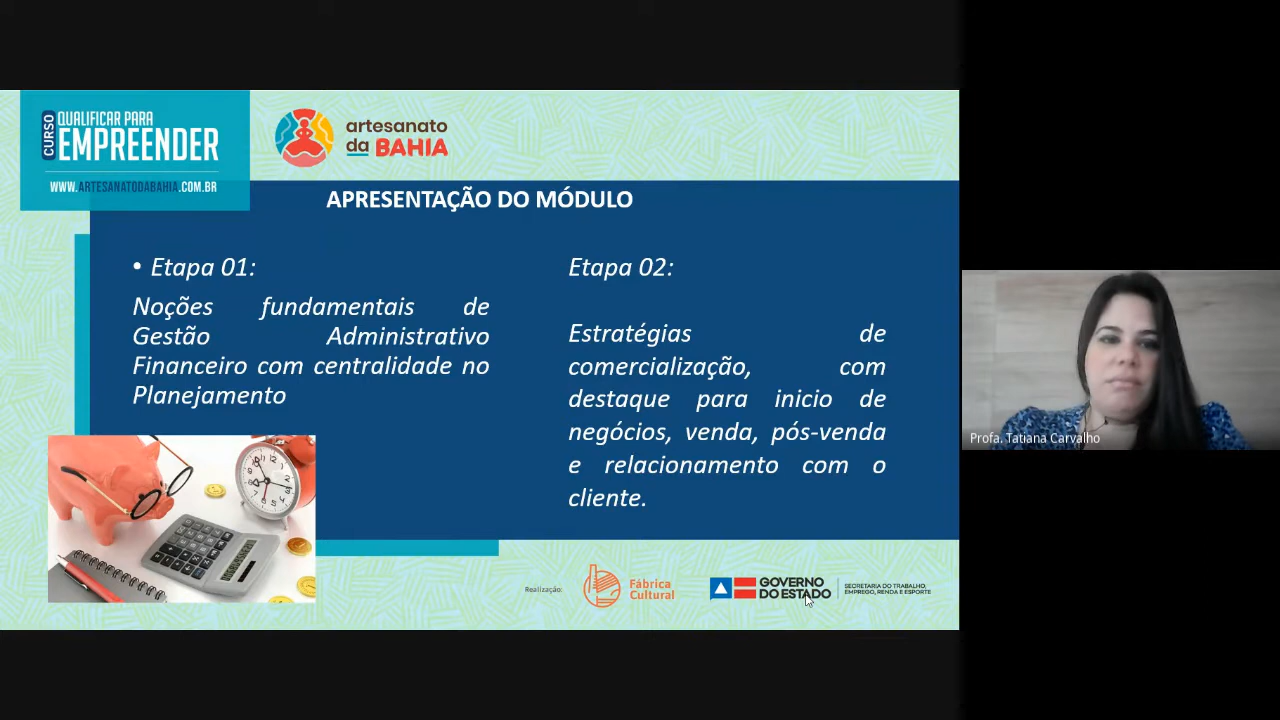 CURSO
QUALIFICAR PARA
EMPREENDER
WWW.ARTESANATODABAHIA.COM.BR
artesanato
da BAHIA
APRESENTAÇÃO DO MÓDULO
• Etapa 01:
Noções fundamentais de
Gestão Administrativo
Financeiro com centralidade no
Planejamento
Etapa 02:
Estratégias de
comercialização, com
destaque para inicio de
negócios, venda, pós-venda
e relacionamento com o
cliente.
Realização:
Fábrica
Cultural
GOVERNO
DO ESTADO
SECRETARIA DO TRABALHO,
EMPREGO, RENDA E ESPORTE
Profa. Tatiana Carvalho